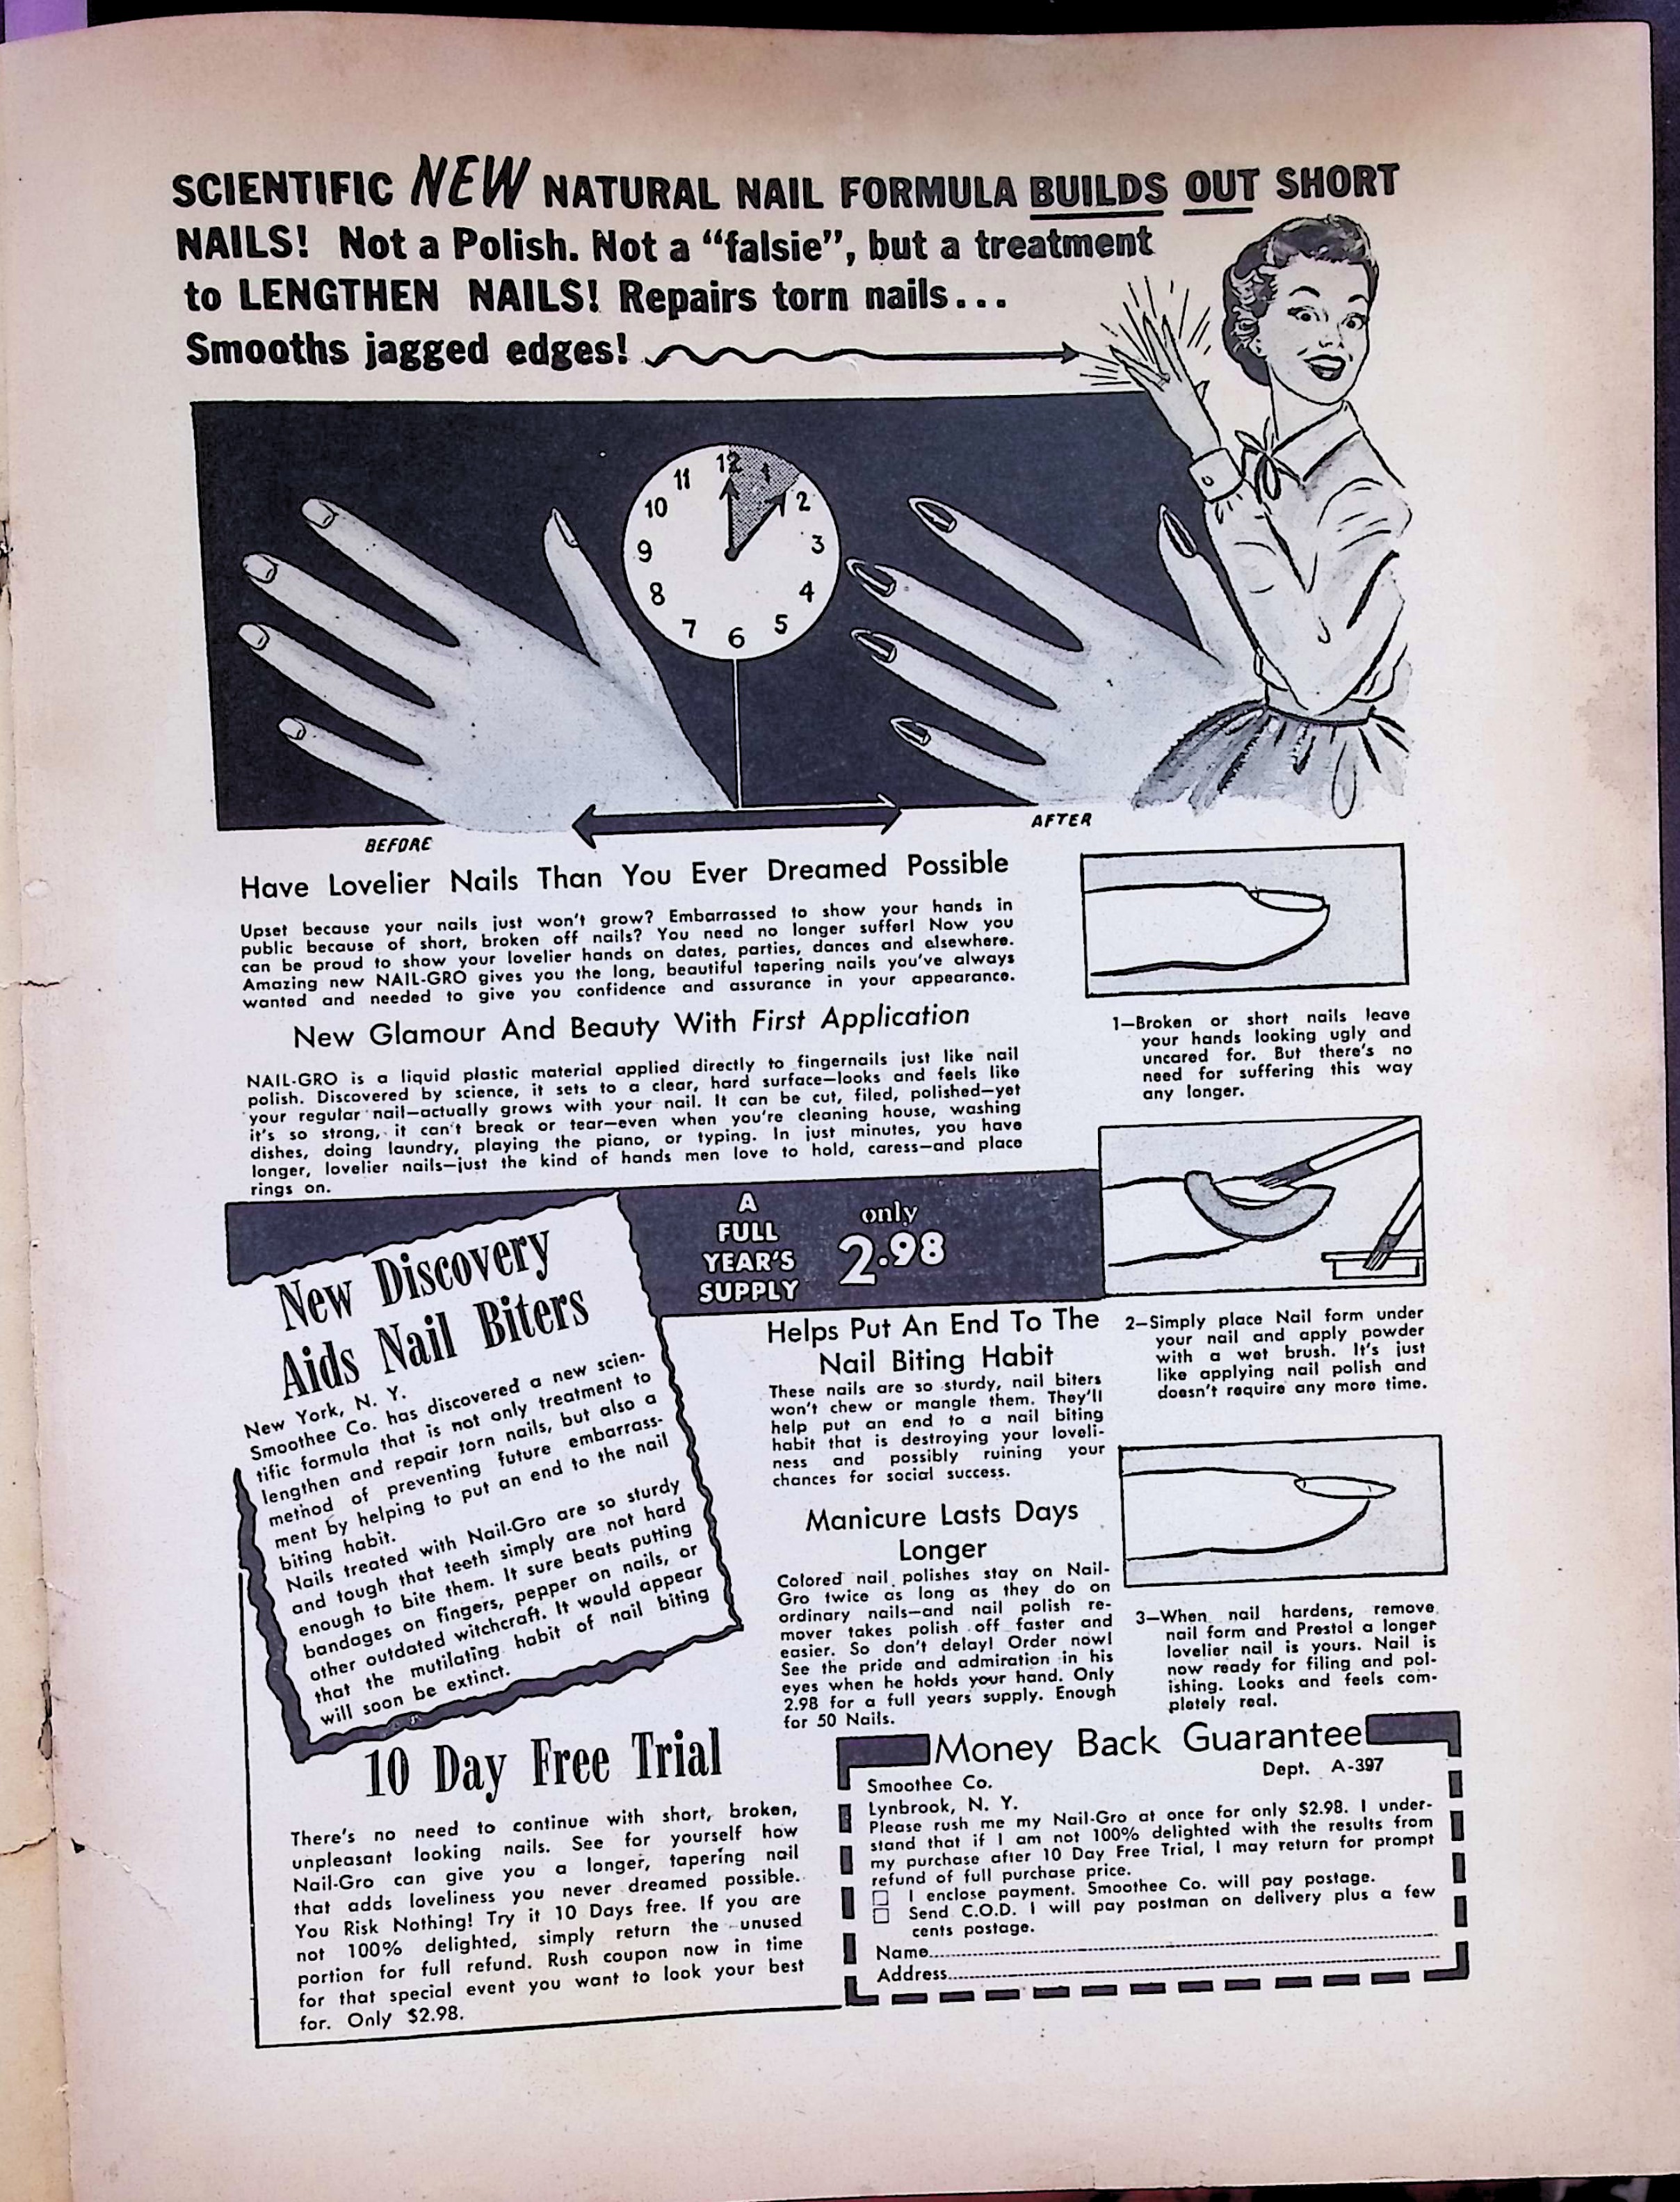 SCIENTIFIC NEW NATURAL NAIL FORMULA BUILDS OUT SHORT
NAILS! Not a Polish. Not a “falsie”, but a treatment
to LENGTHEN NAILS! Repairs torn nails...
Smooths jagged edges!
12
1
2
3
4
5
6
7
8
9
10
11
BEFORE
AFTER
Have Lovelier Nails Than You Ever Dreamed Possible
Upset because your nails just won't grow? Embarrassed to show your hands in
public because of short, broken off nails? You need no longer suffer! Now you
can be proud to show your lovelier hands on dates, parties, dances and elsewhere.
Amazing new NAIL-GRO gives you the long, beautiful tapering nails you've always
wanted and needed to give you confidence and assurance in your appearance.
New Glamour And Beauty With First Application
NAIL-GRO is a liquid plastic material applied directly to fingernails just like nail
polish. Discovered by science, it sets to a clear, hard surface—looks and feels like
your regular nail—actually grows with your nail. It can be cut, filed, polished—yet
it's so strong, it can't break or tear—even when you're cleaning house, washing
dishes, doing laundry, playing the piano, or typing. In just minutes, you have
longer, lovelier nails—just the kind of hands men love to hold, caress—and place
rings on.
1—Broken or short nails leave
your hands looking ugly and
uncared for. But there's no
need for suffering this way
any longer.
A
FULL
YEAR'S
SUPPLY
only
2.98
2—Simply place Nail form under
your nail and apply powder
with a wet brush. It's just
like applying nail polish and
doesn't require any more time.
3—When nail hardens, remove
nail form and Presto! a longer
lovelier nail is yours. Nail is
now ready for filing and pol-
ishing. Looks and feels com-
pletely real.
New Discovery
Aids Nail Biters
New York, N. Y.
Smoothee Co. has discovered a new scien-
tific formula that is not only treatment to
lengthen and repair torn nails, but also a
method of preventing future embarrass-
ment by helping to put an end to the nail
biting habit.
Nails treated with Nail-Gro are so sturdy
and tough that teeth simply are not hard
enough to bite them. It sure beats putting
bandages on fingers, pepper on nails, or
other outdated witchcraft. It would appear
that the mutilating habit of nail biting
will soon be extinct.
Helps Put An End To The
Nail Biting Habit
These nails are so sturdy, nail biters
won't chew or mangle them. They'll
help put an end to a nail biting
habit that is destroying your loveli-
ness and possibly ruining your
chances for social success.
Manicure Lasts Days
Longer
Colored nail polishes stay on Nail-
Gro twice as long as they do on
ordinary nails—and nail polish re-
mover takes polish off faster and
easier. So don't delay! Order now!
See the pride and admiration in his
eyes when he holds your hand. Only
2.98 for a full years supply. Enough
for 50 Nails.
10 Day Free Trial
There's no need to continue with short, broken,
unpleasant looking nails. See for yourself how
Nail-Gro can give you a longer, tapering nail
that adds loveliness you never dreamed possible.
You Risk Nothing! Try it 10 Days free. If you are
not 100% delighted, simply return the unused
portion for full refund. Rush coupon now in time
for that special event you want to look your best
for. Only $2.98.
Money Back Guarantee
Smoothee Co. Dept. A-397
Lynbrook, N. Y.
Please rush me my Nail-Gro at once for only $2.98. I under-
stand that if I am not 100% delighted with the results from
my purchase after 10 Day Free Trial, I may return for prompt
refund of full purchase price.
☐ I enclose payment. Smoothee Co. will pay postage.
☐ Send C.O.D. I will pay postman on delivery plus a few
cents postage.
Name
Address